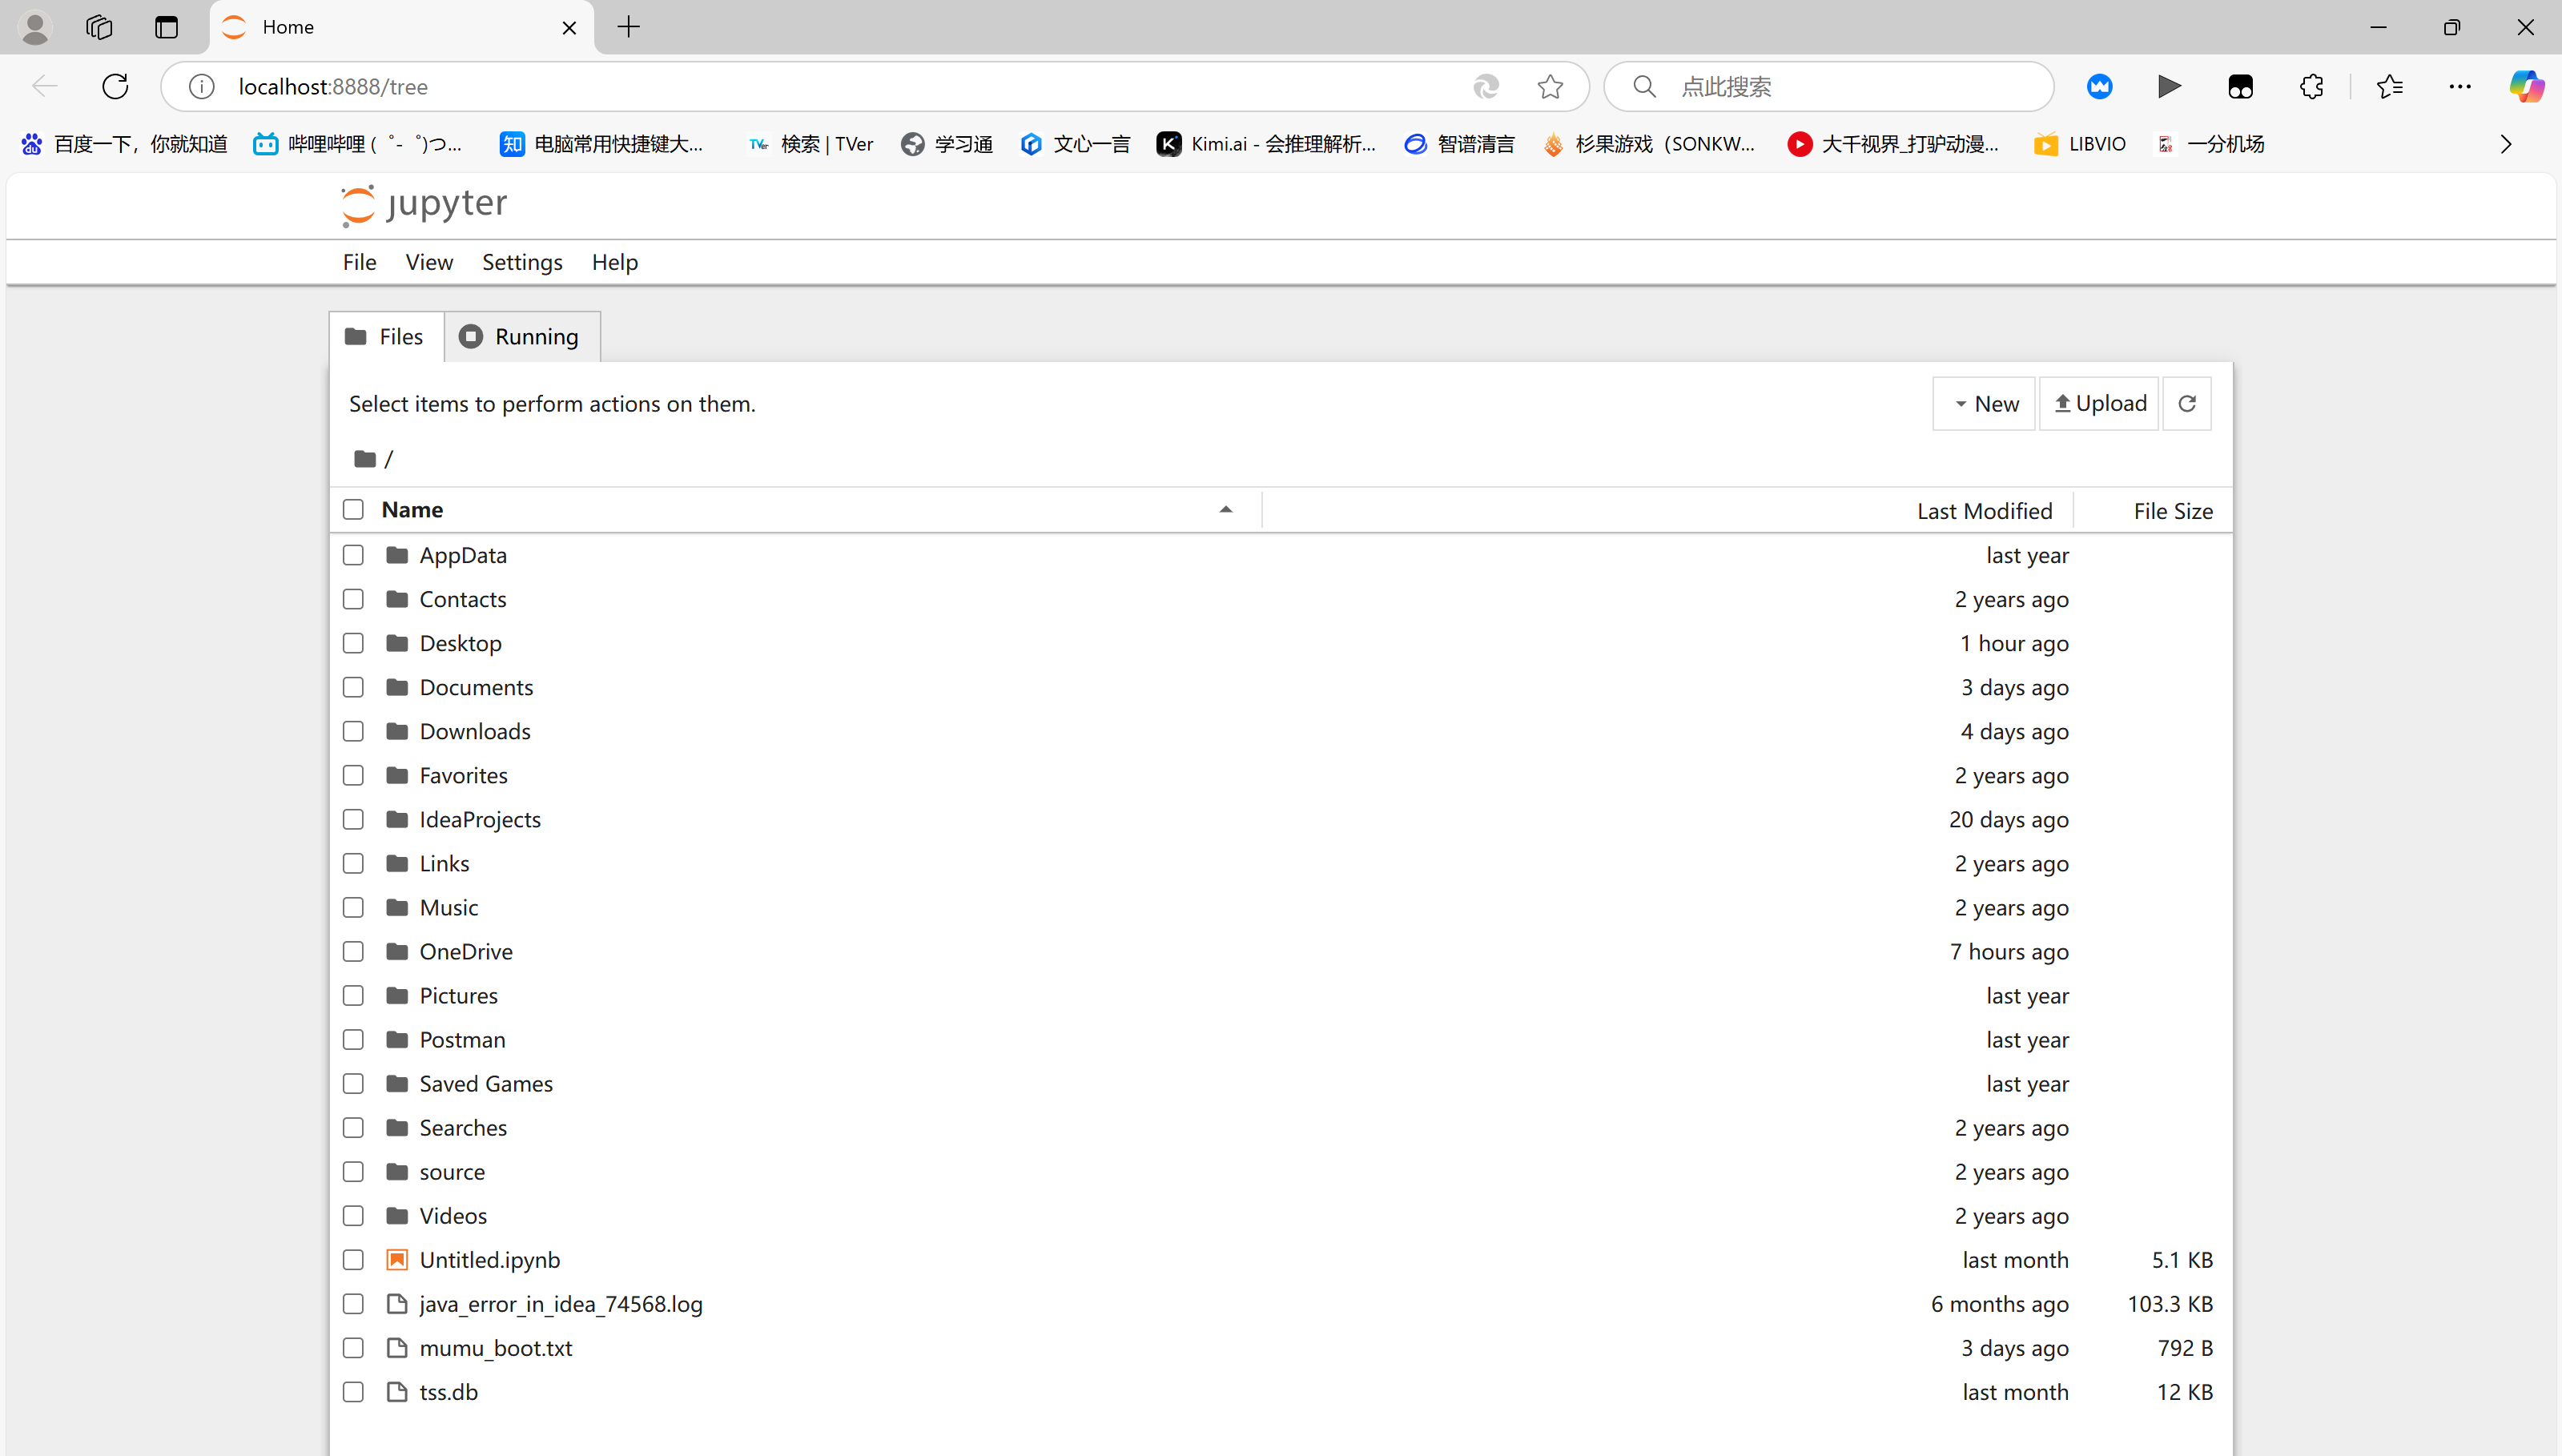 Home
localhost:8888/tree
点此搜索
百度一下，你就知道 哔哩哔哩 (゜-゜)つ... 知 电脑常用快捷键大... TVer 検索 | TVer 学习通 文心一言 K Kimi.ai - 会推理解析... 智谱清言 杉果游戏（SONKW... 大千视界_打驴动漫... LIBVIO 一分机场
jupyter
File View Settings Help
Files Running
Select items to perform actions on them.
New Upload
/
Name Last Modified File Size
AppData last year
Contacts 2 years ago
Desktop 1 hour ago
Documents 3 days ago
Downloads 4 days ago
Favorites 2 years ago
IdeaProjects 20 days ago
Links 2 years ago
Music 2 years ago
OneDrive 7 hours ago
Pictures last year
Postman last year
Saved Games last year
Searches 2 years ago
source 2 years ago
Videos 2 years ago
Untitled.ipynb last month 5.1 KB
java_error_in_idea_74568.log 6 months ago 103.3 KB
mumu_boot.txt 3 days ago 792 B
tss.db last month 12 KB